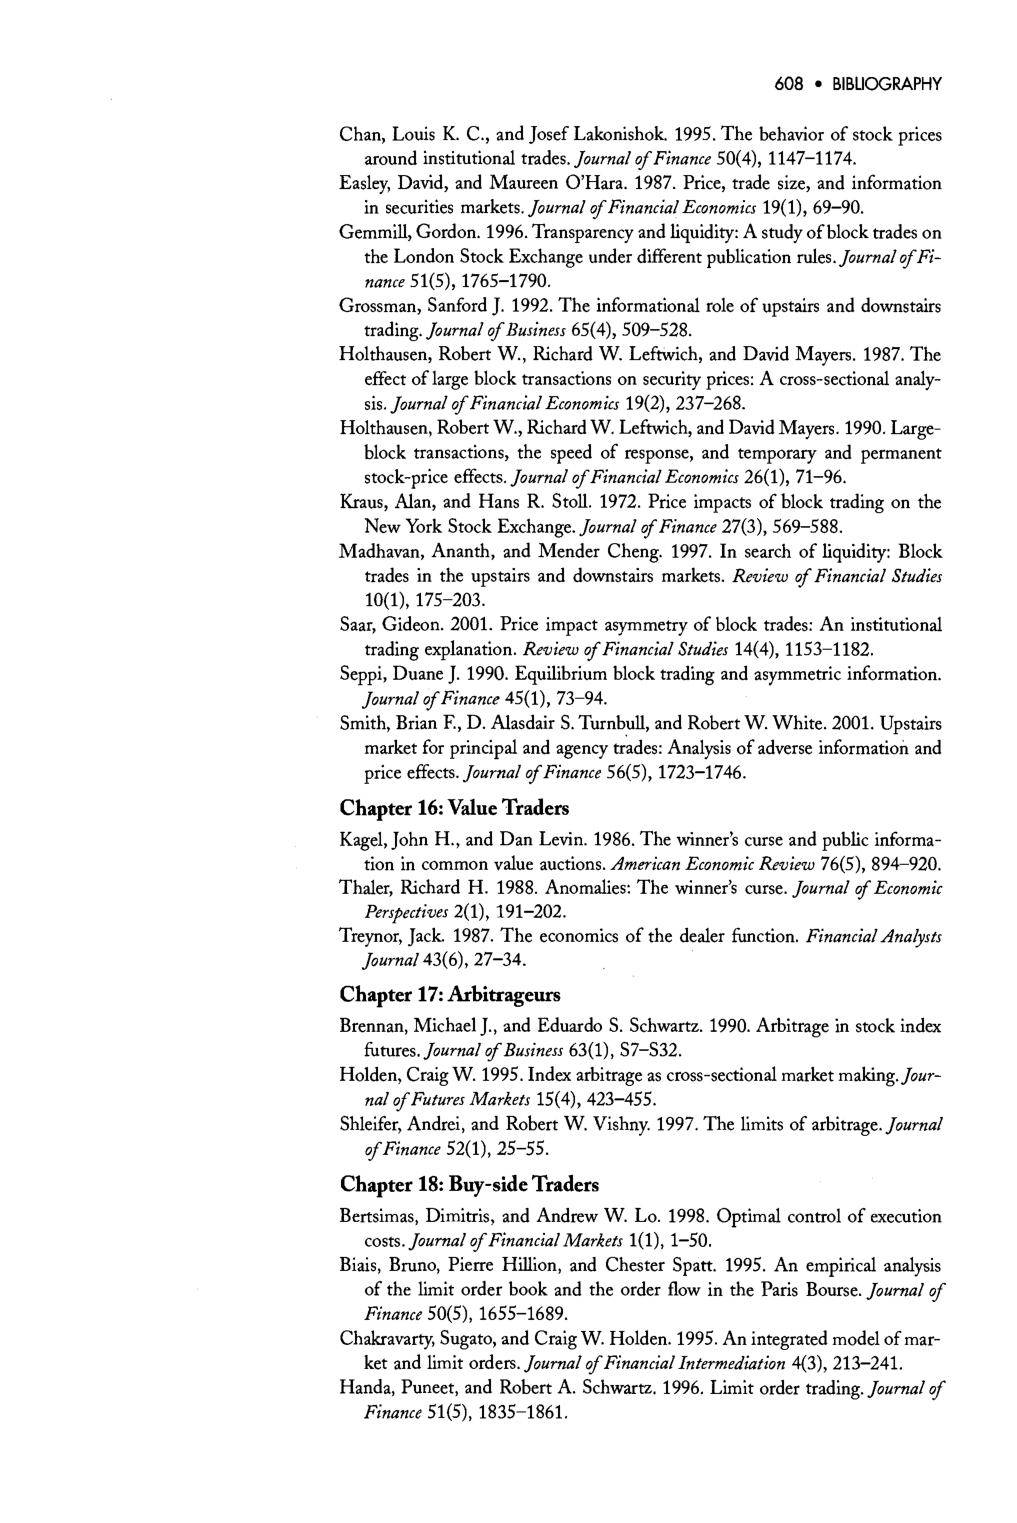 608 • BIBLIOGRAPHY
Chan, Louis K. C., and Josef Lakonishok. 1995. The behavior of stock prices
around institutional trades. Journal of Finance 50(4), 1147–1174.
Easley, David, and Maureen O'Hara. 1987. Price, trade size, and information
in securities markets. Journal of Financial Economics 19(1), 69–90.
Gemmill, Gordon. 1996. Transparency and liquidity: A study of block trades on
the London Stock Exchange under different publication rules. Journal of Fi-
nance 51(5), 1765–1790.
Grossman, Sanford J. 1992. The informational role of upstairs and downstairs
trading. Journal of Business 65(4), 509–528.
Holthausen, Robert W., Richard W. Leftwich, and David Mayers. 1987. The
effect of large block transactions on security prices: A cross-sectional analy-
sis. Journal of Financial Economics 19(2), 237–268.
Holthausen, Robert W., Richard W. Leftwich, and David Mayers. 1990. Large-
block transactions, the speed of response, and temporary and permanent
stock-price effects. Journal of Financial Economics 26(1), 71–96.
Kraus, Alan, and Hans R. Stoll. 1972. Price impacts of block trading on the
New York Stock Exchange. Journal of Finance 27(3), 569–588.
Madhavan, Ananth, and Mender Cheng. 1997. In search of liquidity: Block
trades in the upstairs and downstairs markets. Review of Financial Studies
10(1), 175–203.
Saar, Gideon. 2001. Price impact asymmetry of block trades: An institutional
trading explanation. Review of Financial Studies 14(4), 1153–1182.
Seppi, Duane J. 1990. Equilibrium block trading and asymmetric information.
Journal of Finance 45(1), 73–94.
Smith, Brian F., D. Alasdair S. Turnbull, and Robert W. White. 2001. Upstairs
market for principal and agency trades: Analysis of adverse information and
price effects. Journal of Finance 56(5), 1723–1746.
Chapter 16: Value Traders
Kagel, John H., and Dan Levin. 1986. The winner's curse and public informa-
tion in common value auctions. American Economic Review 76(5), 894–920.
Thaler, Richard H. 1988. Anomalies: The winner's curse. Journal of Economic
Perspectives 2(1), 191–202.
Treynor, Jack. 1987. The economics of the dealer function. Financial Analysts
Journal 43(6), 27–34.
Chapter 17: Arbitrageurs
Brennan, Michael J., and Eduardo S. Schwartz. 1990. Arbitrage in stock index
futures. Journal of Business 63(1), S7–S32.
Holden, Craig W. 1995. Index arbitrage as cross-sectional market making. Jour-
nal of Futures Markets 15(4), 423–455.
Shleifer, Andrei, and Robert W. Vishny. 1997. The limits of arbitrage. Journal
of Finance 52(1), 25–55.
Chapter 18: Buy-side Traders
Bertsimas, Dimitris, and Andrew W. Lo. 1998. Optimal control of execution
costs. Journal of Financial Markets 1(1), 1–50.
Biais, Bruno, Pierre Hillion, and Chester Spatt. 1995. An empirical analysis
of the limit order book and the order flow in the Paris Bourse. Journal of
Finance 50(5), 1655–1689.
Chakravarty, Sugato, and Craig W. Holden. 1995. An integrated model of mar-
ket and limit orders. Journal of Financial Intermediation 4(3), 213–241.
Handa, Puneet, and Robert A. Schwartz. 1996. Limit order trading. Journal of
Finance 51(5), 1835–1861.